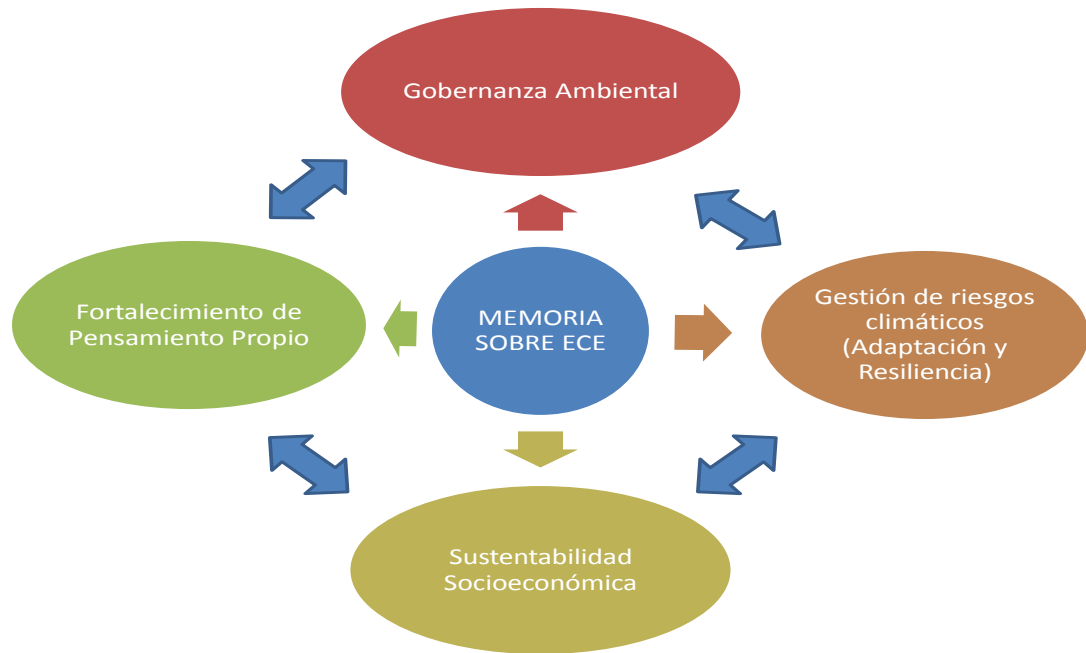 Gobernanza Ambiental
Fortalecimiento de
Pensamiento Propio
MEMORIA
SOBRE ECE
Gestión de riesgos
climáticos
(Adaptación y
Resiliencia)
Sustentabilidad
Socioeconómica